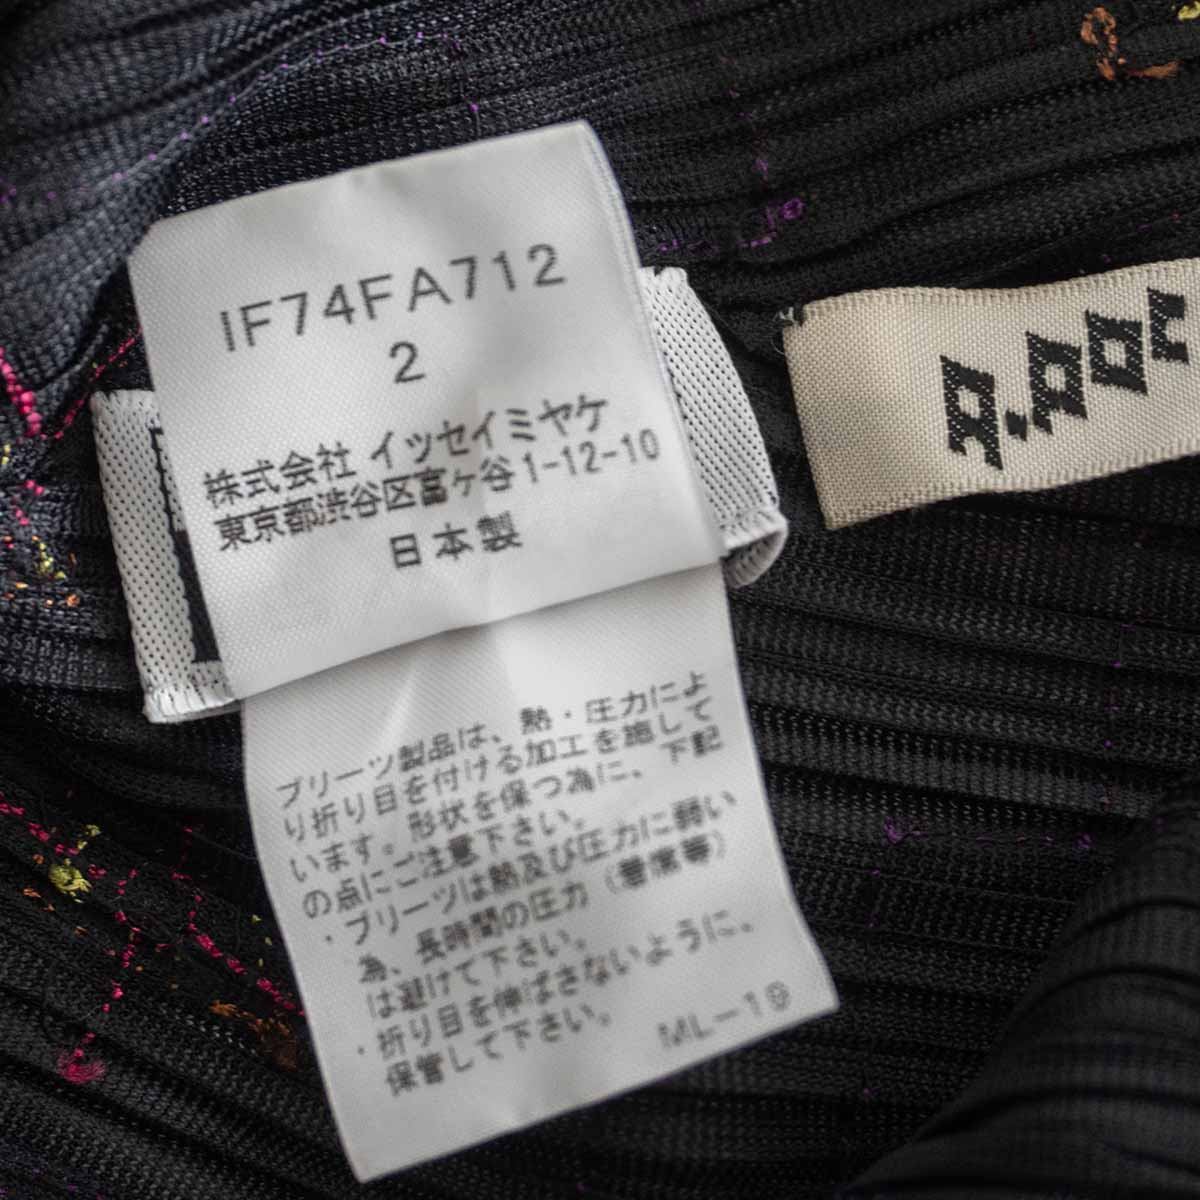 IF74FA712
2
株式会社 イッセイミヤケ
東京都渋谷区富ヶ谷1-12-10
日本製
プリーツ製品は、熱・圧力によ
り折り目を付ける加工を施して
います。形状を保つ為に、下記
の点にご注意下さい。
・プリーツは熱及び圧力に弱い
為、長時間の圧力(着席等)
は避けて下さい。
・折り目を伸ばさないように、
保管して下さい。
ML-19